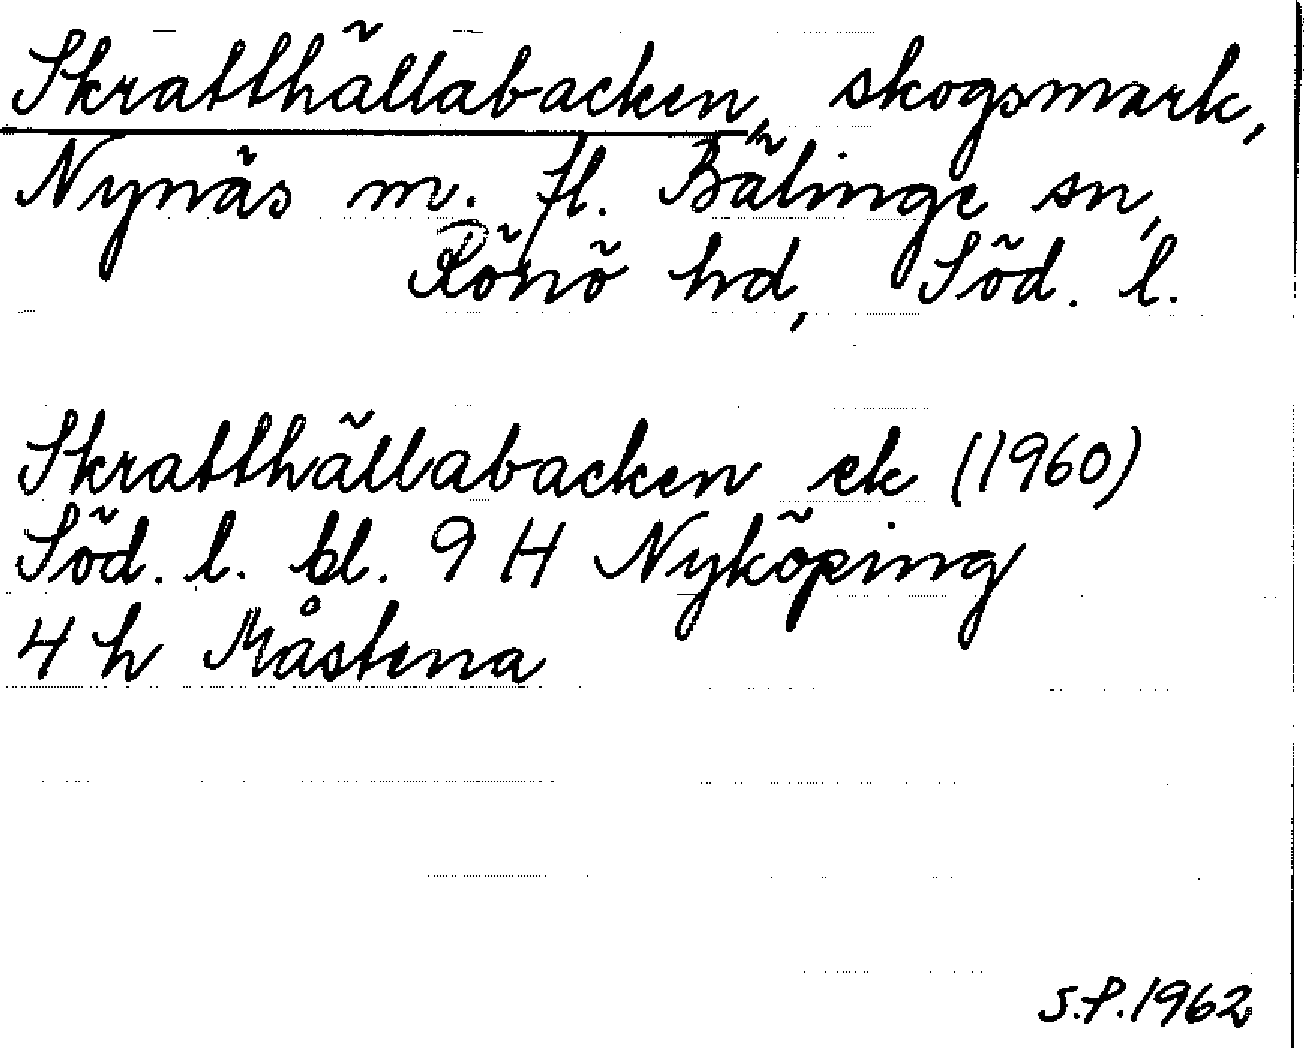 Skratthällabacken, skogsmark,
Nynäs m. fl. Bälinge sn,
Rönö hd, Söd. l.
Skratthällabacken ek (1960)
Söd. l. bl. 9 H Nyköping
4 h Måstena
S.P. 1962